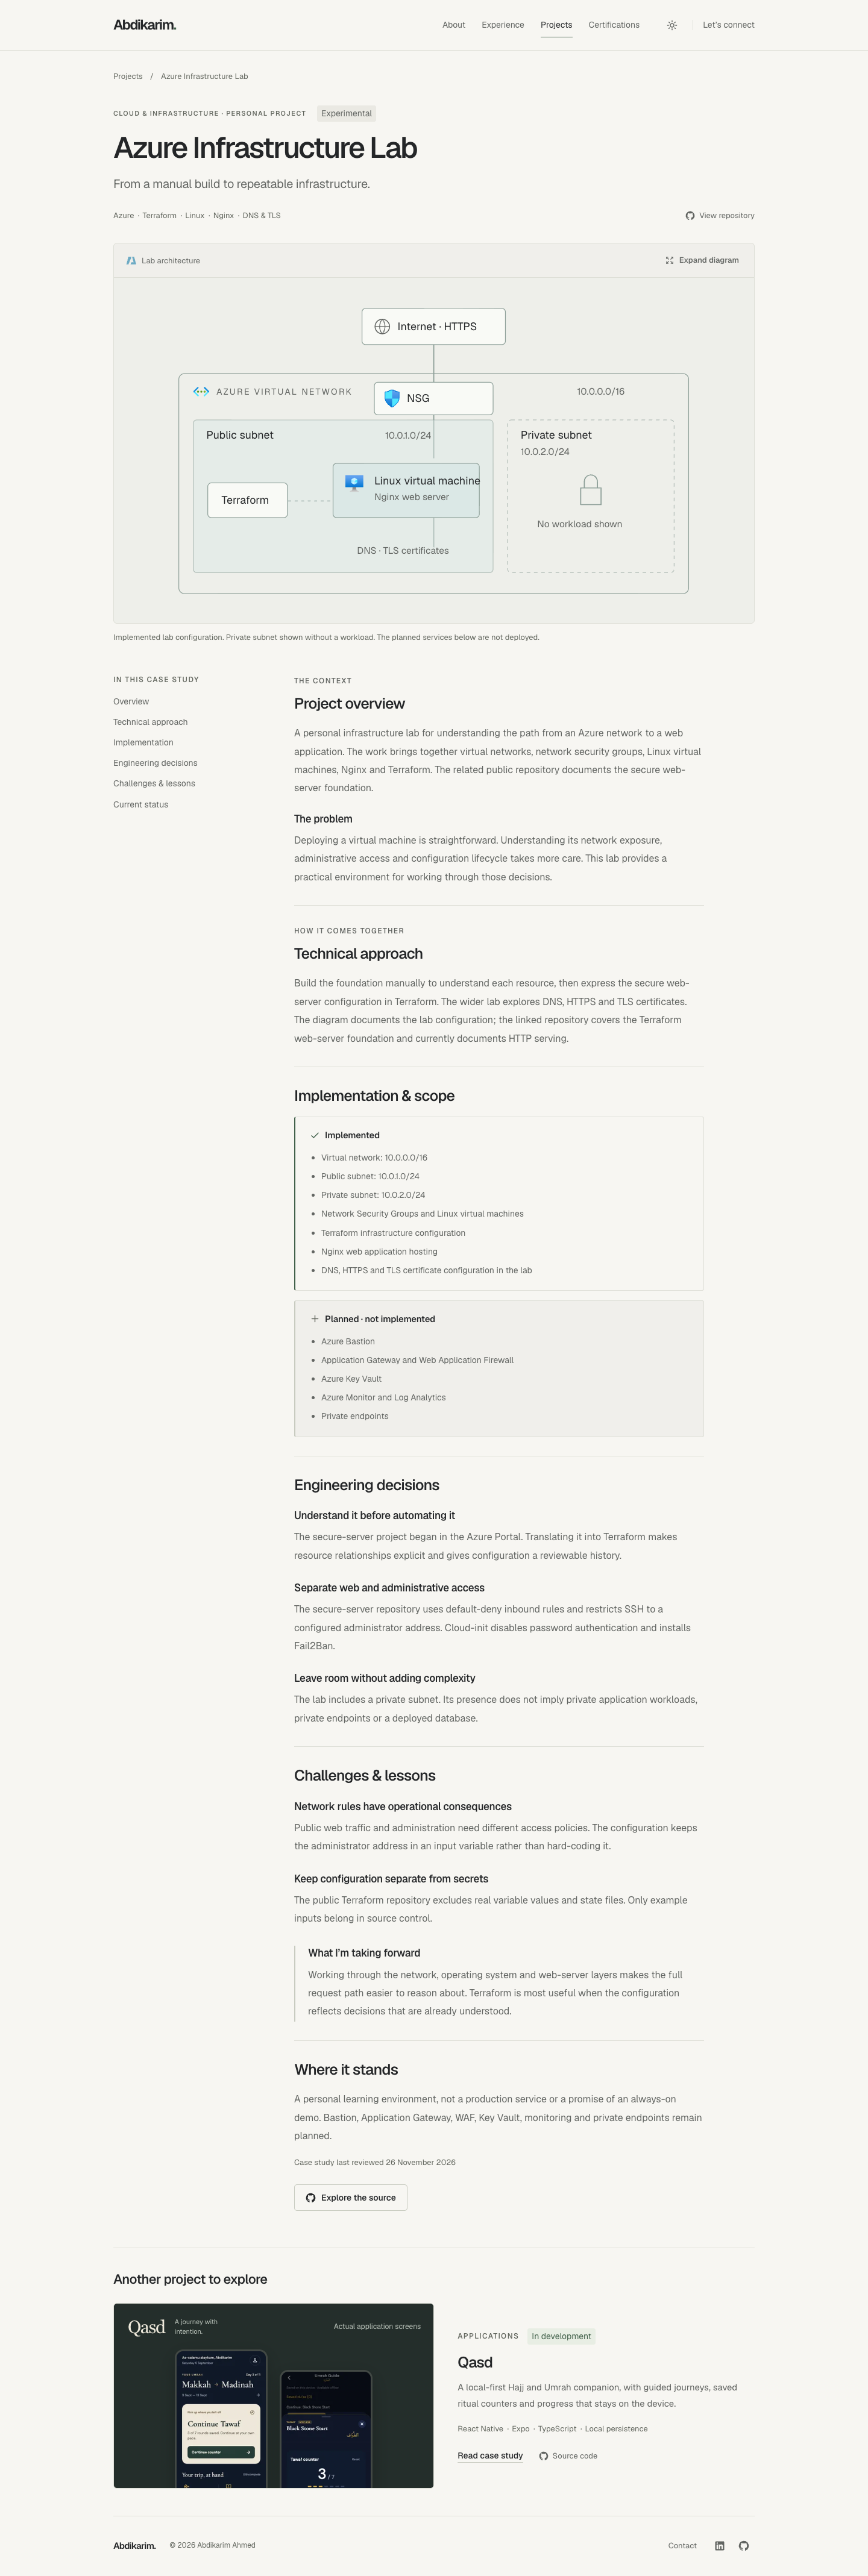 Abdikarim.
About Experience Projects Certifications Let's connect
Projects / Azure Infrastructure Lab
CLOUD & INFRASTRUCTURE · PERSONAL PROJECT Experimental
Azure Infrastructure Lab
From a manual build to repeatable infrastructure.
Azure · Terraform · Linux · Nginx · DNS & TLS
View repository
Lab architecture
Expand diagram
Internet · HTTPS
AZURE VIRTUAL NETWORK
NSG
10.0.0.0/16
Public subnet
10.0.1.0/24
Private subnet
10.0.2.0/24
Linux virtual machine
Nginx web server
Terraform
No workload shown
DNS · TLS certificates
Implemented lab configuration. Private subnet shown without a workload. The planned services below are not deployed.
IN THIS CASE STUDY
Overview
Technical approach
Implementation
Engineering decisions
Challenges & lessons
Current status
THE CONTEXT
Project overview
A personal infrastructure lab for understanding the path from an Azure network to a web
application. The work brings together virtual networks, network security groups, Linux virtual
machines, Nginx and Terraform. The related public repository documents the secure web-
server foundation.
The problem
Deploying a virtual machine is straightforward. Understanding its network exposure,
administrative access and configuration lifecycle takes more care. This lab provides a
practical environment for working through those decisions.
HOW IT COMES TOGETHER
Technical approach
Build the foundation manually to understand each resource, then express the secure web-
server configuration in Terraform. The wider lab explores DNS, HTTPS and TLS certificates.
The diagram documents the lab configuration; the linked repository covers the Terraform
web-server foundation and currently documents HTTP serving.
Implementation & scope
Implemented
Virtual network: 10.0.0.0/16
Public subnet: 10.0.1.0/24
Private subnet: 10.0.2.0/24
Network Security Groups and Linux virtual machines
Terraform infrastructure configuration
Nginx web application hosting
DNS, HTTPS and TLS certificate configuration in the lab
Planned · not implemented
Azure Bastion
Application Gateway and Web Application Firewall
Azure Key Vault
Azure Monitor and Log Analytics
Private endpoints
Engineering decisions
Understand it before automating it
The secure-server project began in the Azure Portal. Translating it into Terraform makes
resource relationships explicit and gives configuration a reviewable history.
Separate web and administrative access
The secure-server repository uses default-deny inbound rules and restricts SSH to a
configured administrator address. Cloud-init disables password authentication and installs
Fail2Ban.
Leave room without adding complexity
The lab includes a private subnet. Its presence does not imply private application workloads,
private endpoints or a deployed database.
Challenges & lessons
Network rules have operational consequences
Public web traffic and administration need different access policies. The configuration keeps
the administrator address in an input variable rather than hard-coding it.
Keep configuration separate from secrets
The public Terraform repository excludes real variable values and state files. Only example
inputs belong in source control.
What I'm taking forward
Working through the network, operating system and web-server layers makes the full
request path easier to reason about. Terraform is most useful when the configuration
reflects decisions that are already understood.
Where it stands
A personal learning environment, not a production service or a promise of an always-on
demo. Bastion, Application Gateway, WAF, Key Vault, monitoring and private endpoints remain
planned.
Case study last reviewed 26 November 2026
Explore the source
Another project to explore
Qasd
A journey with
intention.
Actual application screens
Makkah → Madinah
Continue Tawaf
Continue counter
Your trip, at hand
Umrah Guide
Black Stone Start
Tawaf counter
3 / 7
APPLICATIONS In development
Qasd
A local-first Hajj and Umrah companion, with guided journeys, saved
ritual counters and progress that stays on the device.
React Native · Expo · TypeScript · Local persistence
Read case study
Source code
Abdikarim.
© 2026 Abdikarim Ahmed
Contact